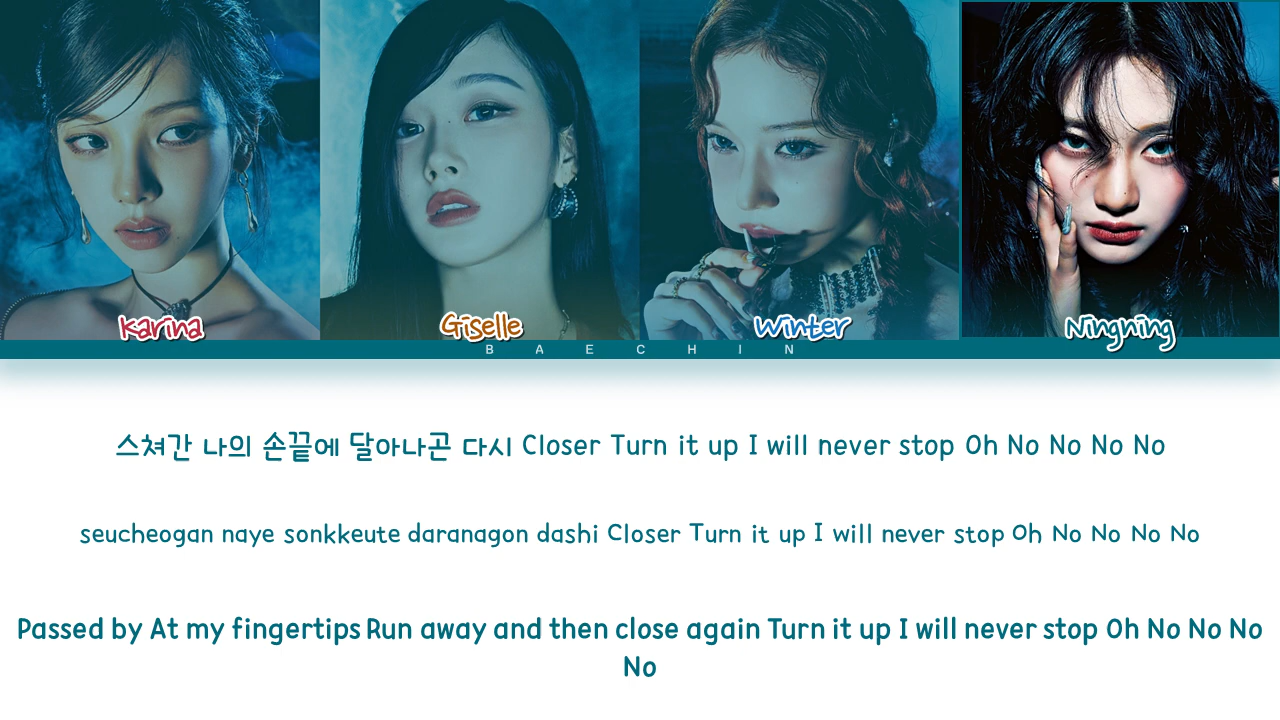 Karina Giselle Winter Ningning
BAECHIN
스쳐간 나의 손끝에 달아나곤 다시 Closer Turn it up I will never stop Oh No No No No
seucheogan naye sonkkeute daranagon dashi Closer Turn it up I will never stop Oh No No No No
Passed by At my fingertips Run away and then close again Turn it up I will never stop Oh No No No
No